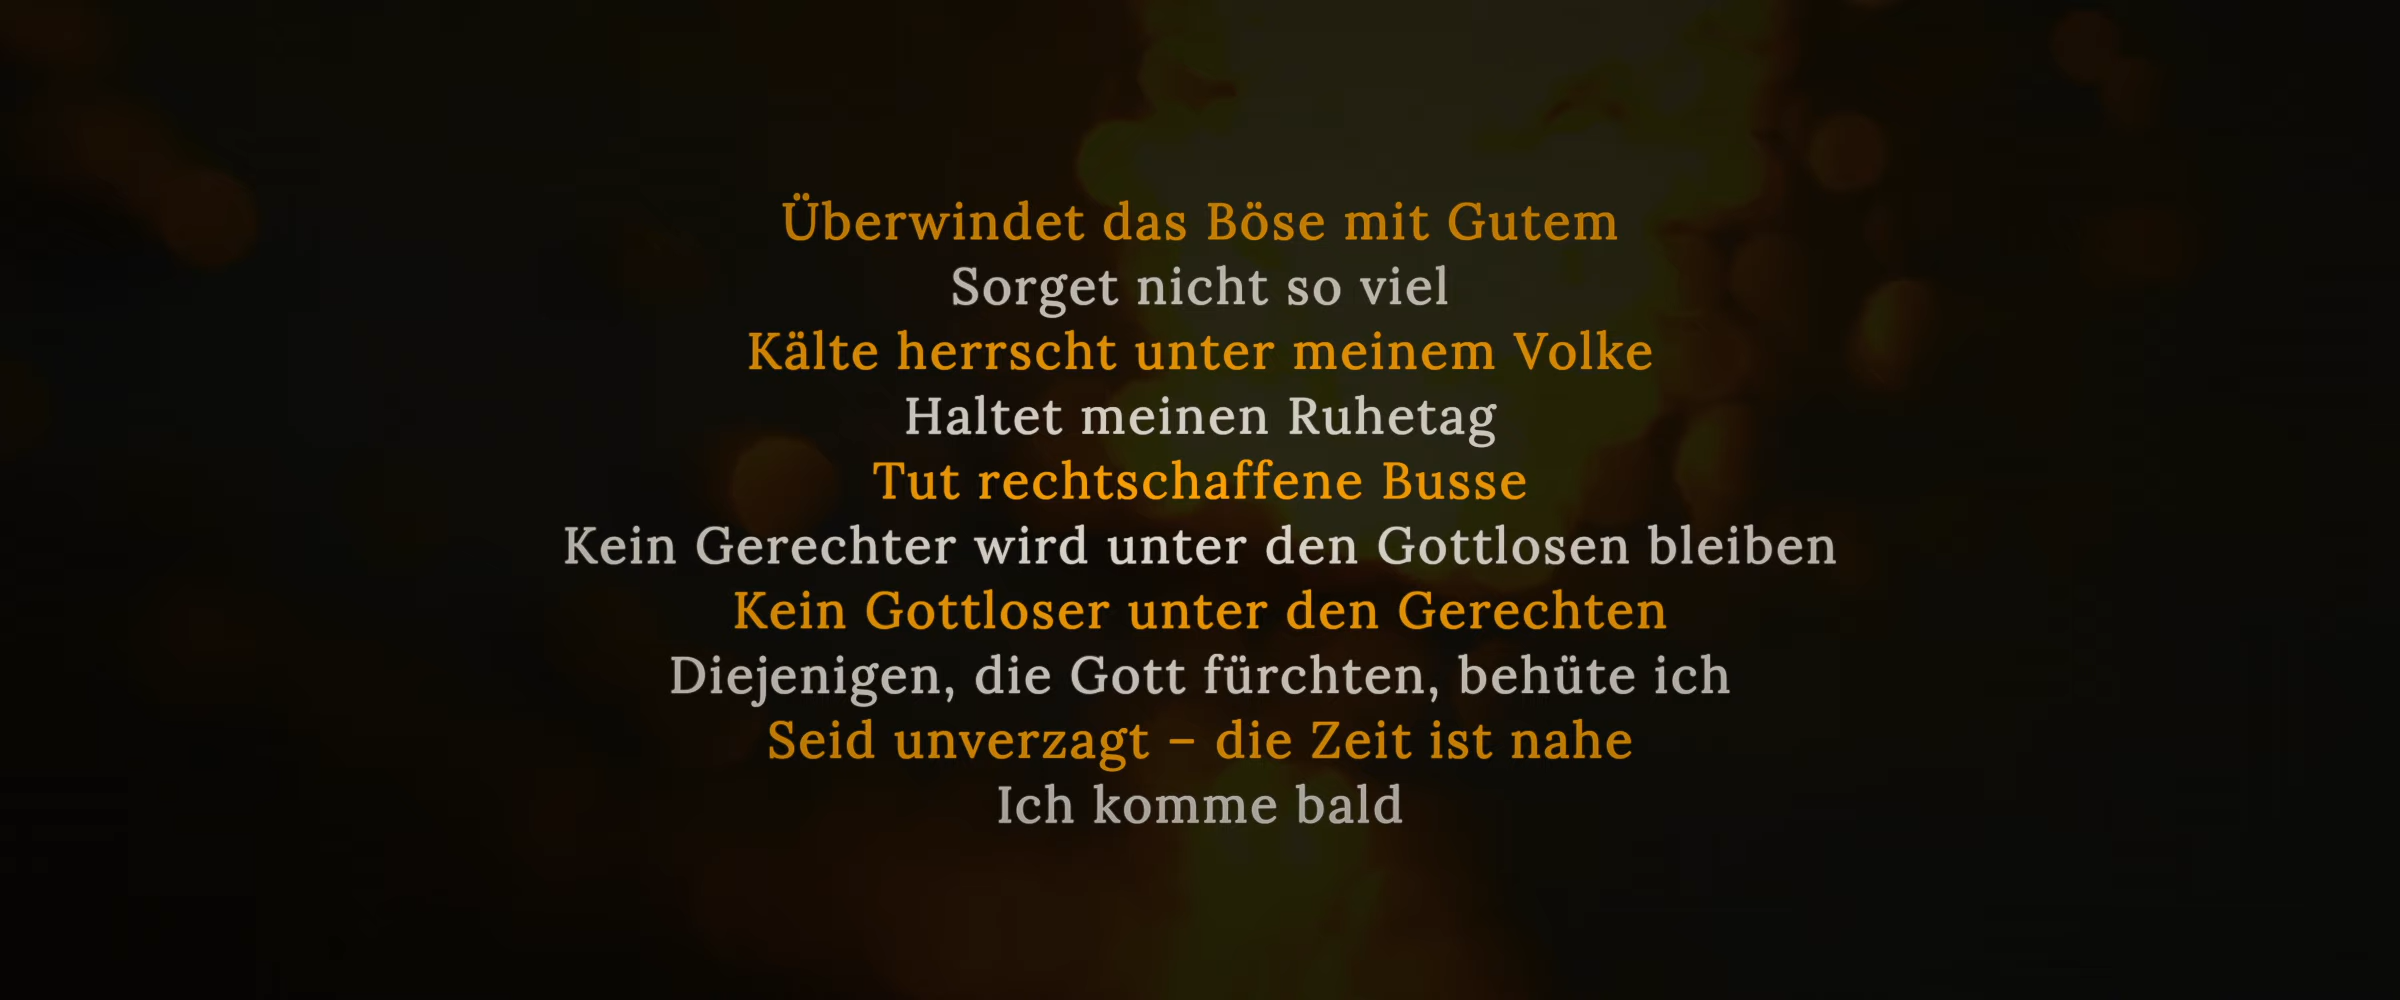 Überwindet das Böse mit Gutem
Sorget nicht so viel
Kälte herrscht unter meinem Volke
Haltet meinen Ruhetag
Tut rechtschaffene Busse
Kein Gerechter wird unter den Gottlosen bleiben
Kein Gottloser unter den Gerechten
Diejenigen, die Gott fürchten, behüte ich
Seid unverzagt – die Zeit ist nahe
Ich komme bald